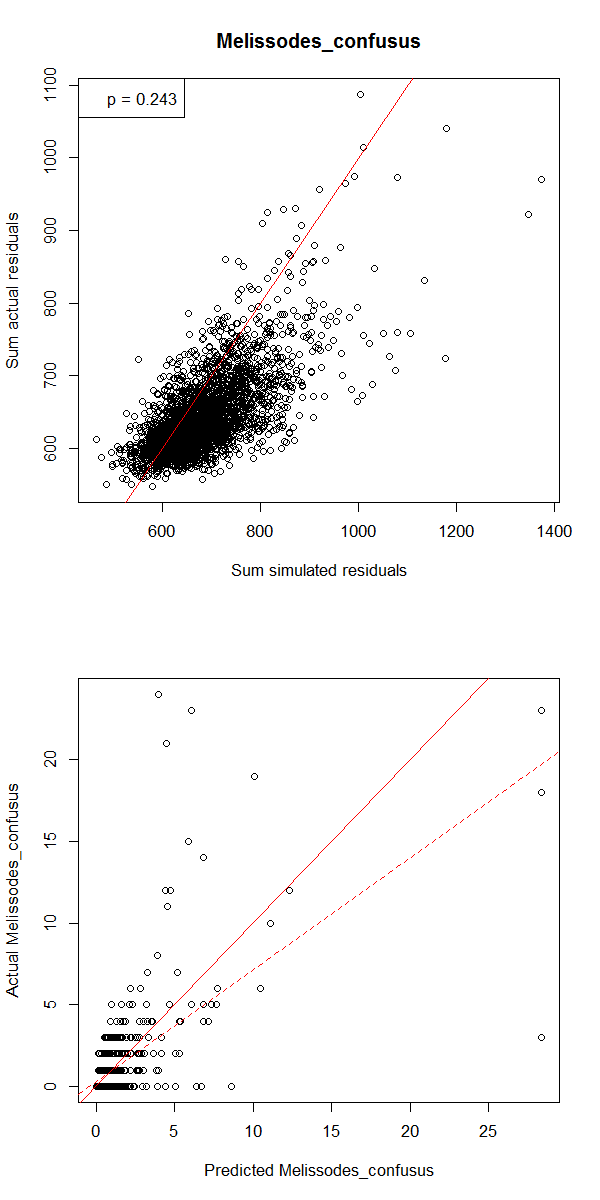 Melissodes_confusus
p = 0.243
Sum actual residuals
600 700 800 900 1000 1100
600 800 1000 1200 1400
Sum simulated residuals
Actual Melissodes_confusus
0 5 10 15 20
0 5 10 15 20 25
Predicted Melissodes_confusus